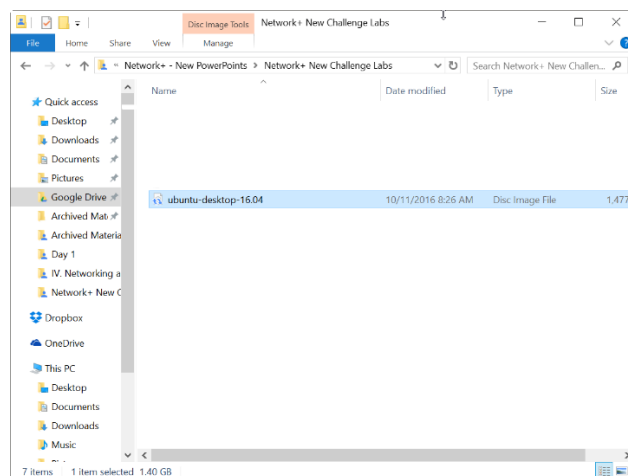 Disc Image Tools Network+ New Challenge Labs
File Home Share View Manage
Network+ - New PowerPoints Network+ New Challenge Labs Search Network+ New Challen...
Name Date modified Type Size
Quick access
Desktop
Downloads
Documents
Pictures
Google Drive
ubuntu-desktop-16.04 10/11/2016 8:26 AM Disc Image File 1,477
Archived Mat
Archived Materia
Day 1
IV. Networking a
Network+ New C
Dropbox
OneDrive
This PC
Desktop
Documents
Downloads
Music
7 items 1 item selected 1.40 GB